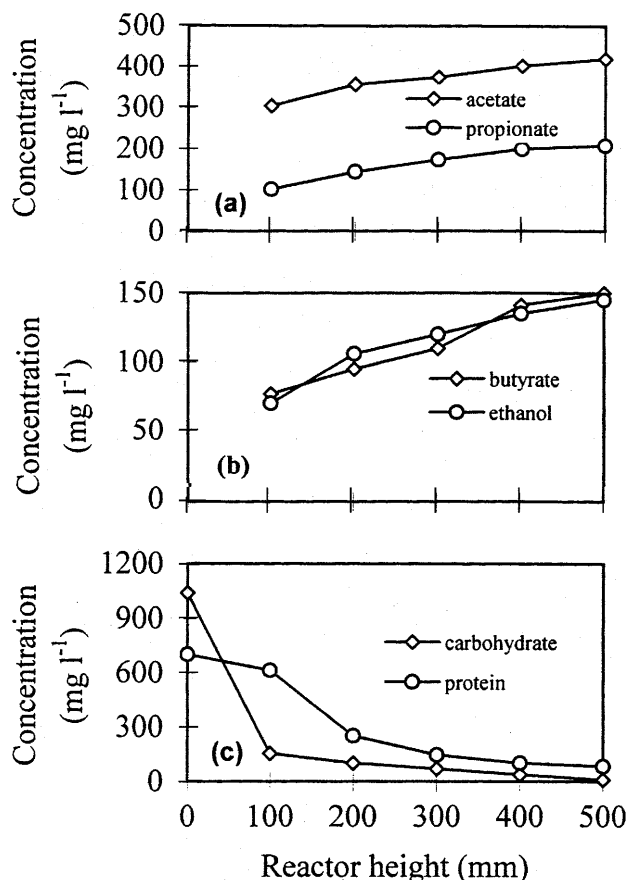 500
400
300
200
100
0
Concentration
(mg l⁻¹)
acetate
propionate
(a)
150
100
50
0
Concentration
(mg l⁻¹)
butyrate
ethanol
(b)
1200
900
600
300
0
Concentration
(mg l⁻¹)
carbohydrate
protein
(c)
0 100 200 300 400 500
Reactor height (mm)